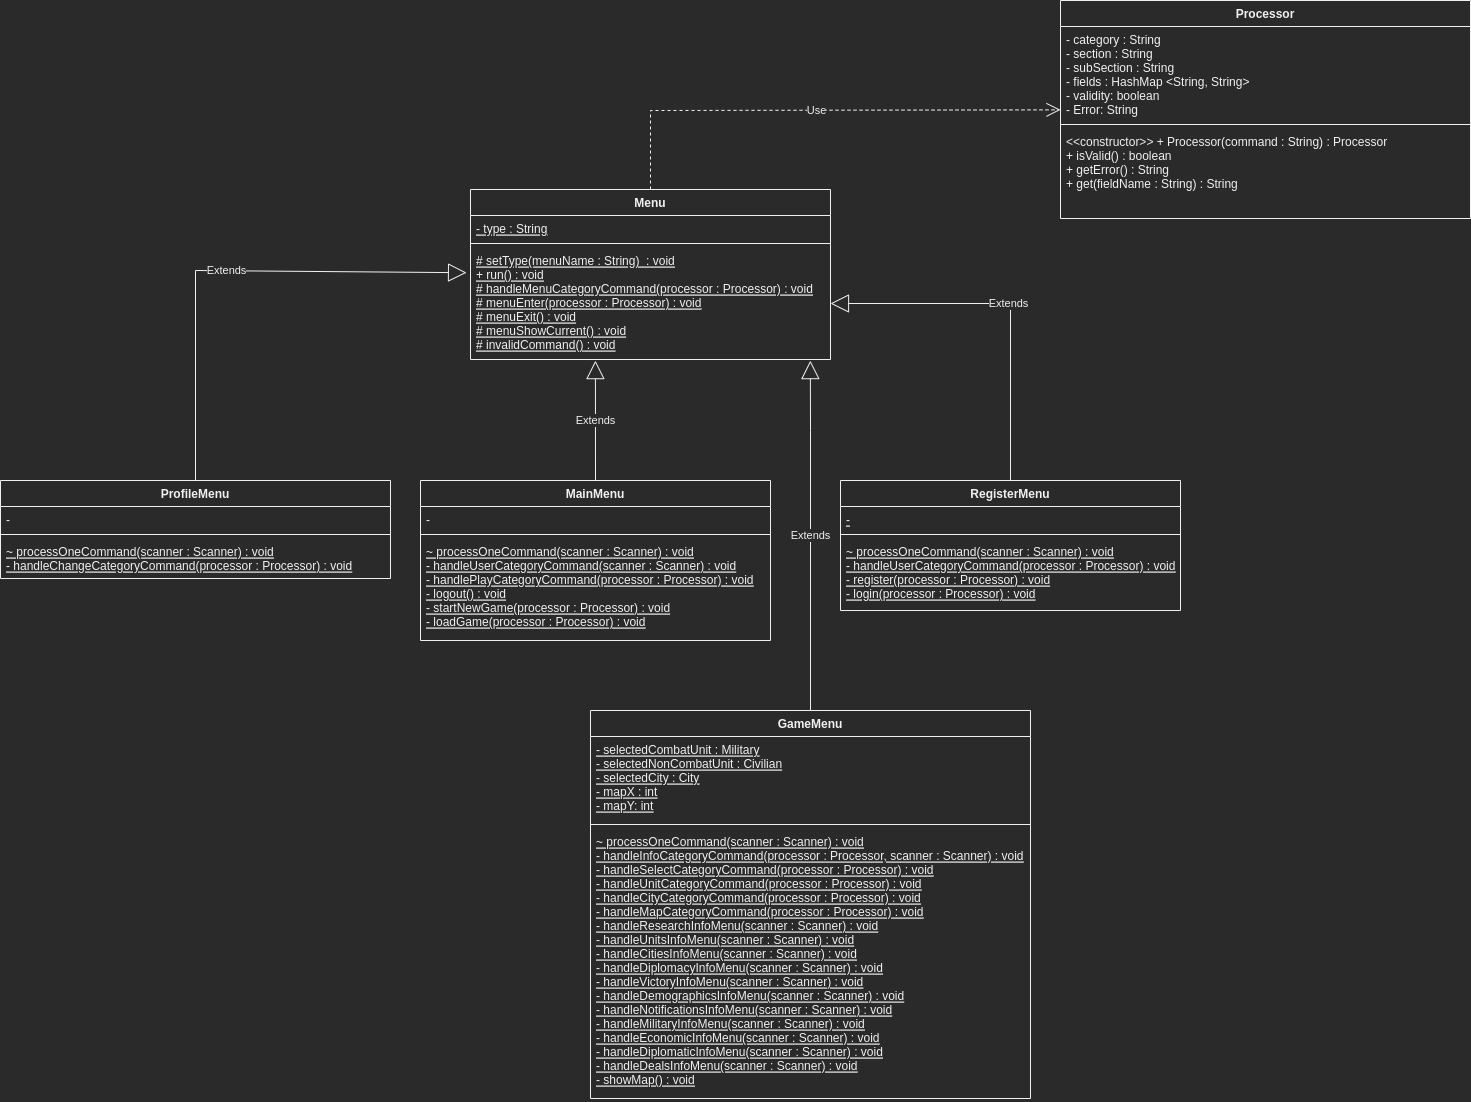 Processor
- category : String
- section : String
- subSection : String
- fields : HashMap <String, String>
- validity: boolean
- Error: String
<<constructor>> + Processor(command : String) : Processor
+ isValid() : boolean
+ getError() : String
+ get(fieldName : String) : String
Use
Menu
- type : String
# setType(menuName : String)  : void
+ run() : void
# handleMenuCategoryCommand(processor : Processor) : void
# menuEnter(processor : Processor) : void
# menuExit() : void
# menuShowCurrent() : void
# invalidCommand() : void
Extends
Extends
Extends
Extends
ProfileMenu
-
~ processOneCommand(scanner : Scanner) : void
- handleChangeCategoryCommand(processor : Processor) : void
MainMenu
-
~ processOneCommand(scanner : Scanner) : void
- handleUserCategoryCommand(scanner : Scanner) : void
- handlePlayCategoryCommand(processor : Processor) : void
- logout() : void
- startNewGame(processor : Processor) : void
- loadGame(processor : Processor) : void
RegisterMenu
-
~ processOneCommand(scanner : Scanner) : void
- handleUserCategoryCommand(processor : Processor) : void
- register(processor : Processor) : void
- login(processor : Processor) : void
GameMenu
- selectedCombatUnit : Military
- selectedNonCombatUnit : Civilian
- selectedCity : City
- mapX : int
- mapY: int
~ processOneCommand(scanner : Scanner) : void
- handleInfoCategoryCommand(processor : Processor, scanner : Scanner) : void
- handleSelectCategoryCommand(processor : Processor) : void
- handleUnitCategoryCommand(processor : Processor) : void
- handleCityCategoryCommand(processor : Processor) : void
- handleMapCategoryCommand(processor : Processor) : void
- handleResearchInfoMenu(scanner : Scanner) : void
- handleUnitsInfoMenu(scanner : Scanner) : void
- handleCitiesInfoMenu(scanner : Scanner) : void
- handleDiplomacyInfoMenu(scanner : Scanner) : void
- handleVictoryInfoMenu(scanner : Scanner) : void
- handleDemographicsInfoMenu(scanner : Scanner) : void
- handleNotificationsInfoMenu(scanner : Scanner) : void
- handleMilitaryInfoMenu(scanner : Scanner) : void
- handleEconomicInfoMenu(scanner : Scanner) : void
- handleDiplomaticInfoMenu(scanner : Scanner) : void
- handleDealsInfoMenu(scanner : Scanner) : void
- showMap() : void